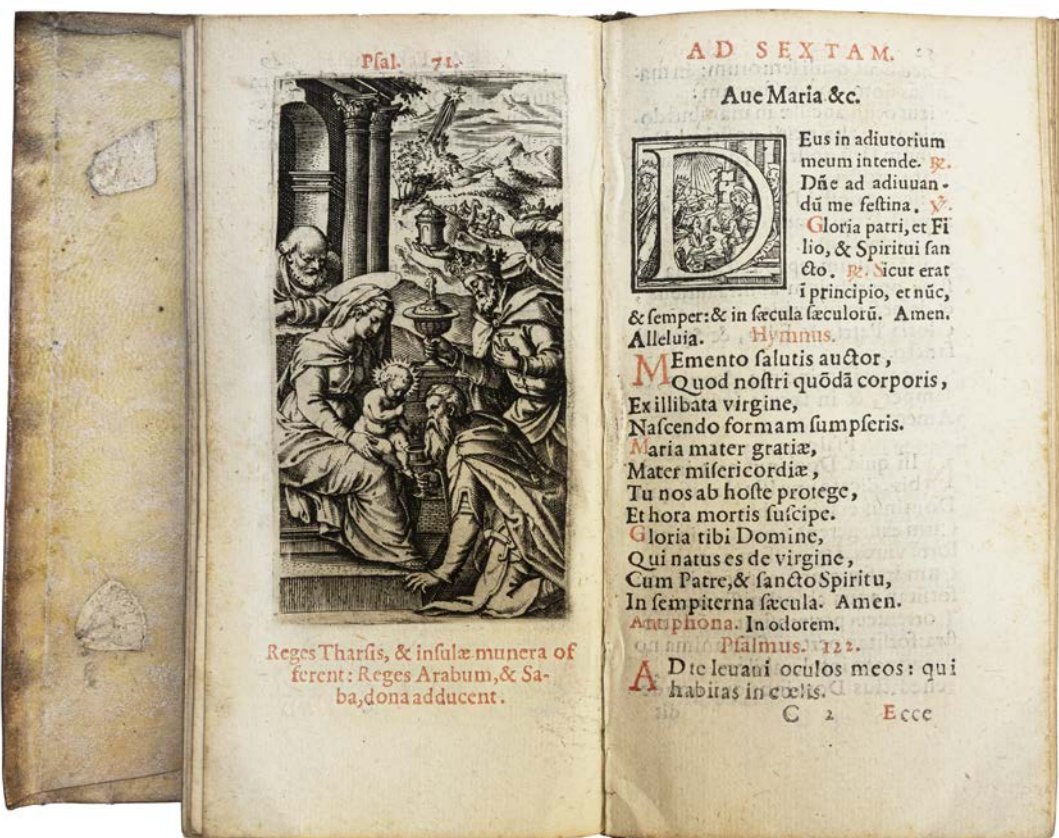 Pſal. 71.
Reges Tharſis, & inſulæ munera of
ferent: Reges Arabum, & Sa-
ba, dona adducent.
AD SEXTAM.
Aue Maria &c.
DEus in adiutorium
meum intende. ℞.
Dñe ad adiuuan-
dū me feſtina. ℣.
Gloria patri, et Fi
lio, & Spiritui ſan
cto. ℞. Sicut erat
ī principio, et nūc,
& ſemper: & in ſæcula ſæculorū. Amen.
Alleluia. Hymnus.
MEmento ſalutis auctor,
Quod noſtri quōdā corporis,
Ex illibata virgine,
Naſcendo formam ſumpſeris.
Maria mater gratiæ,
Mater miſericordiæ,
Tu nos ab hoſte protege,
Et hora mortis ſuſcipe.
Gloria tibi Domine,
Qui natus es de virgine,
Cum Patre, & ſancto Spiritu,
In ſempiterna ſæcula. Amen.
Antiphona. In odorem.
Pſalmus. 122.
AD te leuaui oculos meos: qui
habitas in cœlis.
C 2 Ecce